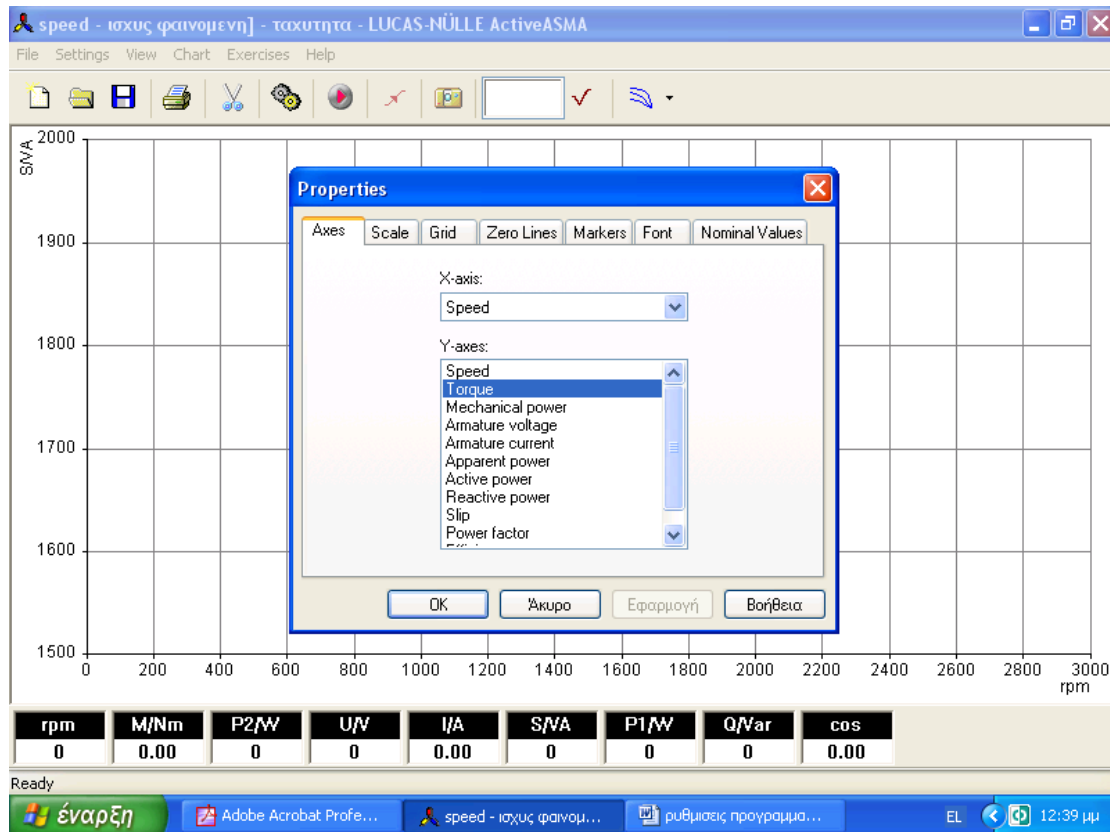 speed - ισχυς φαινομενη] - ταχυτητα - LUCAS-NÜLLE ActiveASMA
File Settings View Chart Exercises Help
S/VA
2000
1900
1800
1700
1600
1500
0 200 400 600 800 1000 1200 1400 1600 1800 2000 2200 2400 2600 2800 3000
rpm
Properties
Axes Scale Grid Zero Lines Markers Font Nominal Values
X-axis:
Speed
Y-axes:
Speed
Torque
Mechanical power
Armature voltage
Armature current
Apparent power
Active power
Reactive power
Slip
Power factor
OK Άκυρο Εφαρμογή Βοήθεια
rpm M/Nm P2/W U/V I/A S/VA P1/W Q/Var cos
0 0.00 0 0 0.00 0 0 0 0.00
Ready
έναρξη Adobe Acrobat Profe... speed - ισχυς φαινομ... ρυθμισεις προγραμμα... EL 12:39 μμ